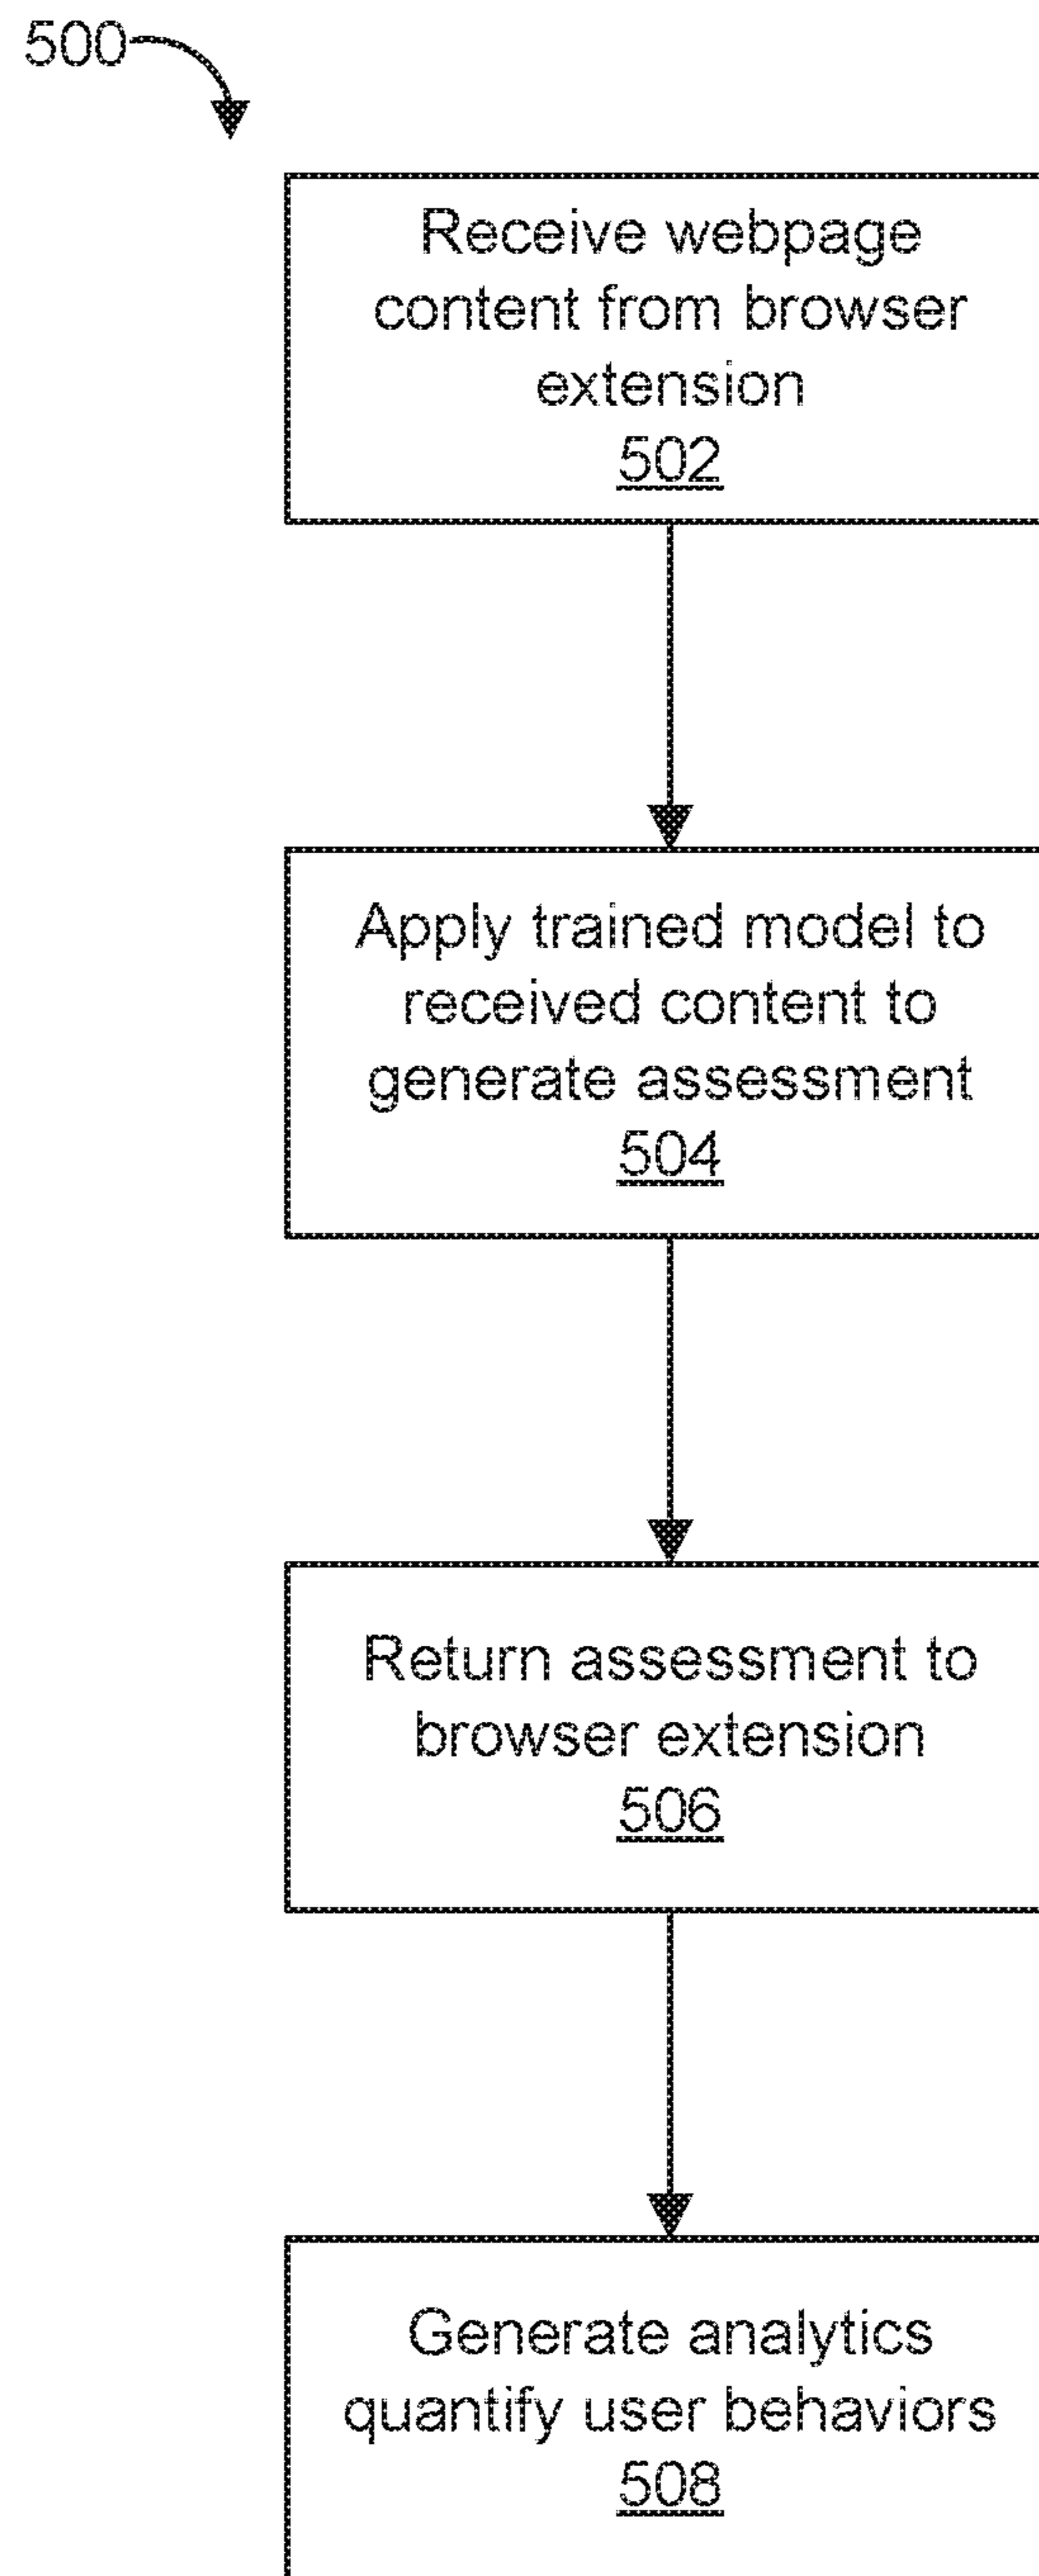 500
Receive webpage
content from browser
extension
502
Apply trained model to
received content to
generate assessment
504
Return assessment to
browser extension
506
Generate analytics
quantify user behaviors
508